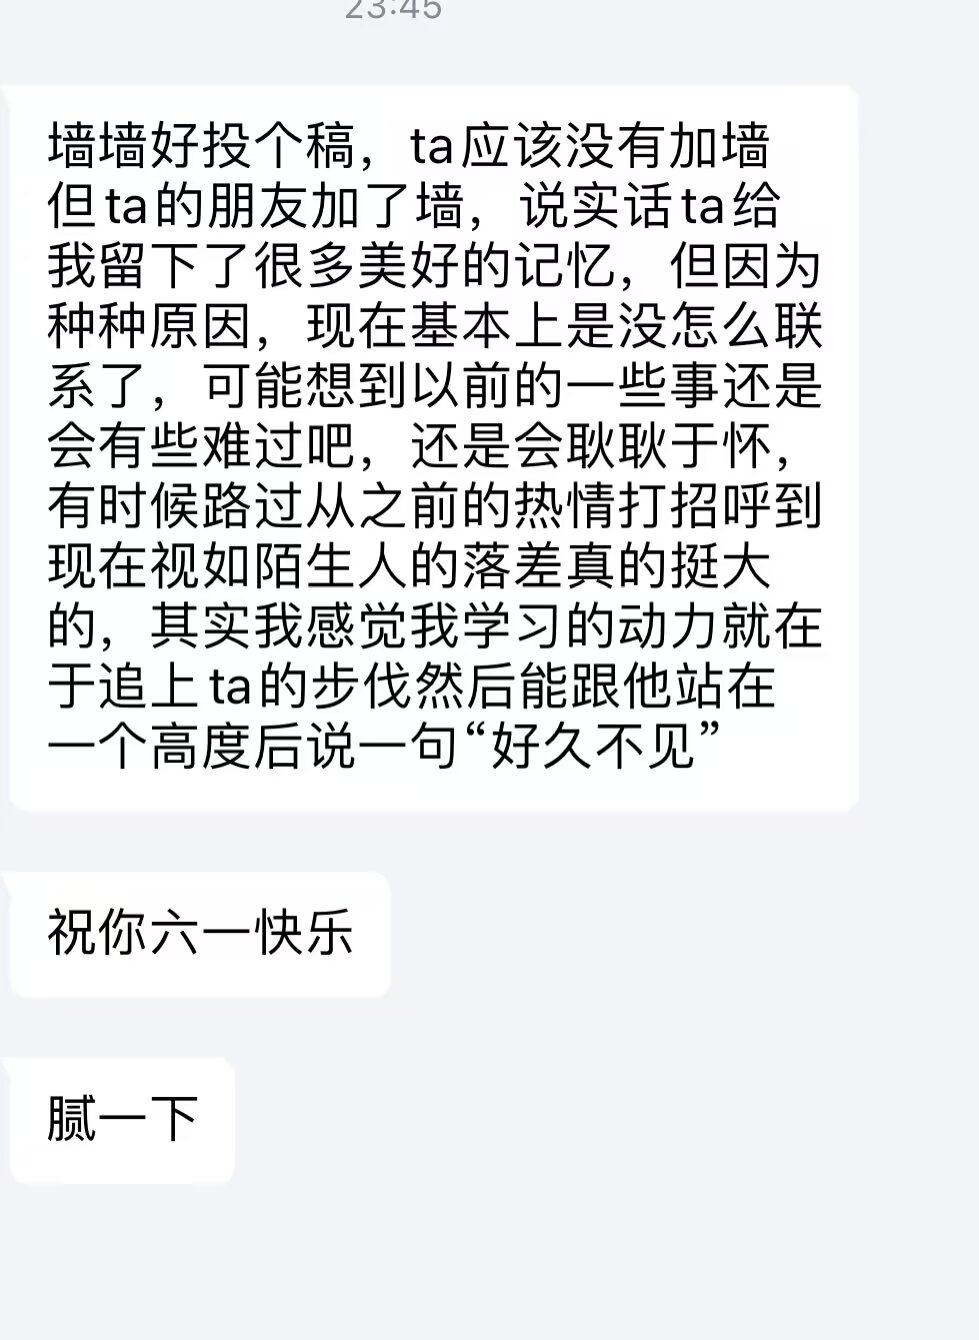 23:45
墙墙好投个稿，ta应该没有加墙
但ta的朋友加了墙，说实话ta给
我留下了很多美好的记忆，但因为
种种原因，现在基本上是没怎么联
系了，可能想到以前的一些事还是
会有些难过吧，还是会耿耿于怀，
有时候路过从之前的热情打招呼到
现在视如陌生人的落差真的挺大
的，其实我感觉我学习的动力就在
于追上ta的步伐然后能跟他站在
一个高度后说一句“好久不见”
祝你六一快乐
腻一下